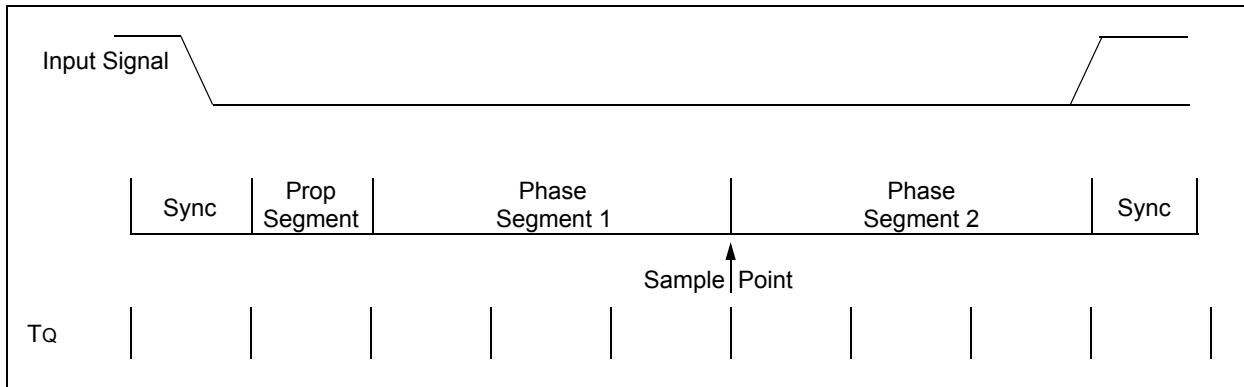 Input Signal
Sync
Prop
Segment
Phase
Segment 1
Phase
Segment 2
Sync
Sample Point
TQ